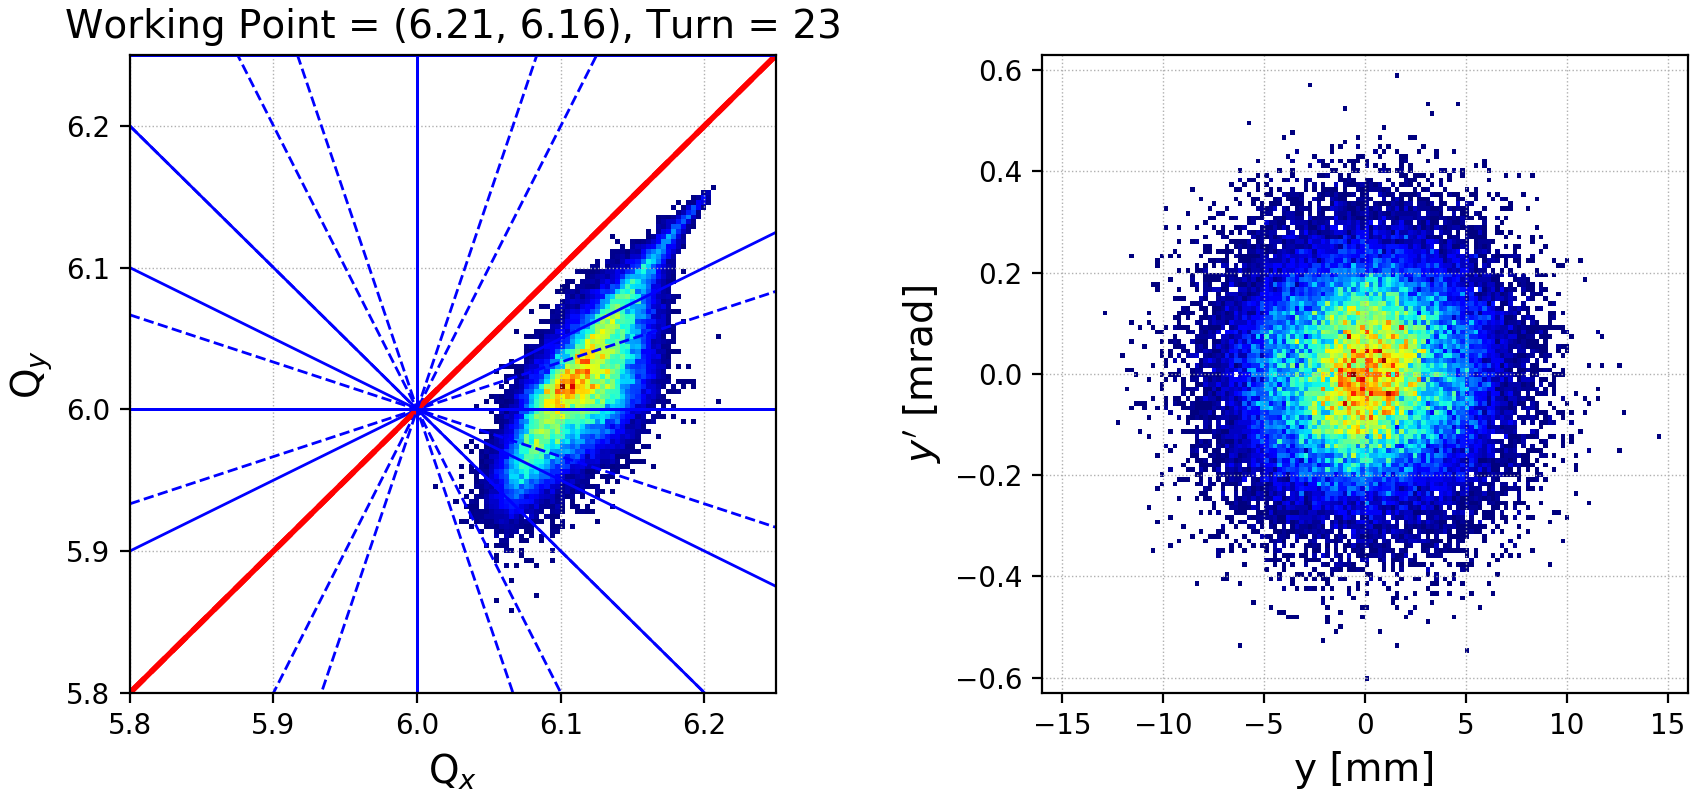 Working Point = (6.21, 6.16), Turn = 23
6.2
6.1
6.0
5.9
5.8
Q_y
5.8 5.9 6.0 6.1 6.2
Q_x
0.6
0.4
0.2
0.0
−0.2
−0.4
−0.6
y′ [mrad]
−15 −10 −5 0 5 10 15
y [mm]